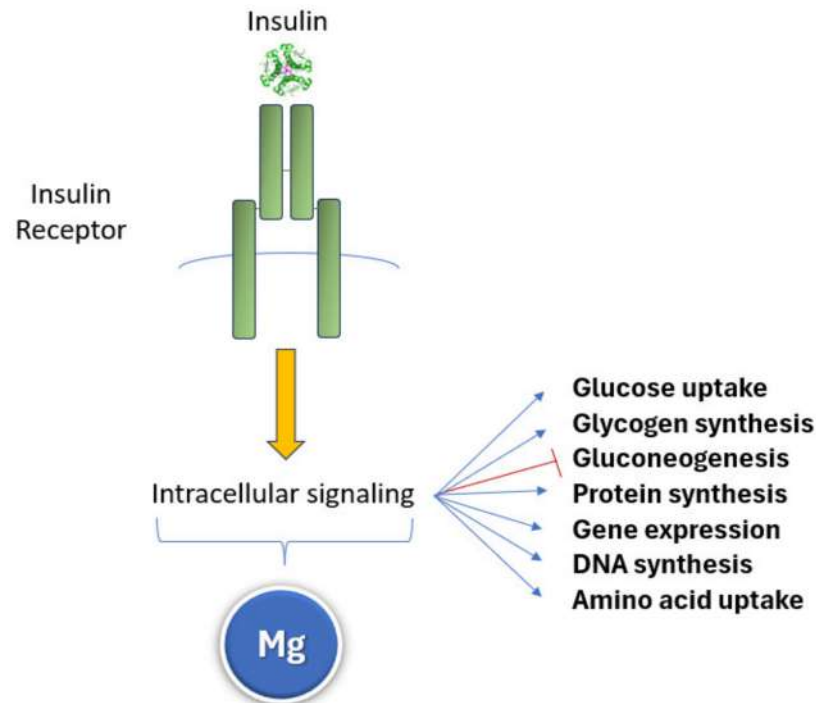 Insulin
Insulin
Receptor
Intracellular signaling
Glucose uptake
Glycogen synthesis
Gluconeogenesis
Protein synthesis
Gene expression
DNA synthesis
Amino acid uptake
Mg